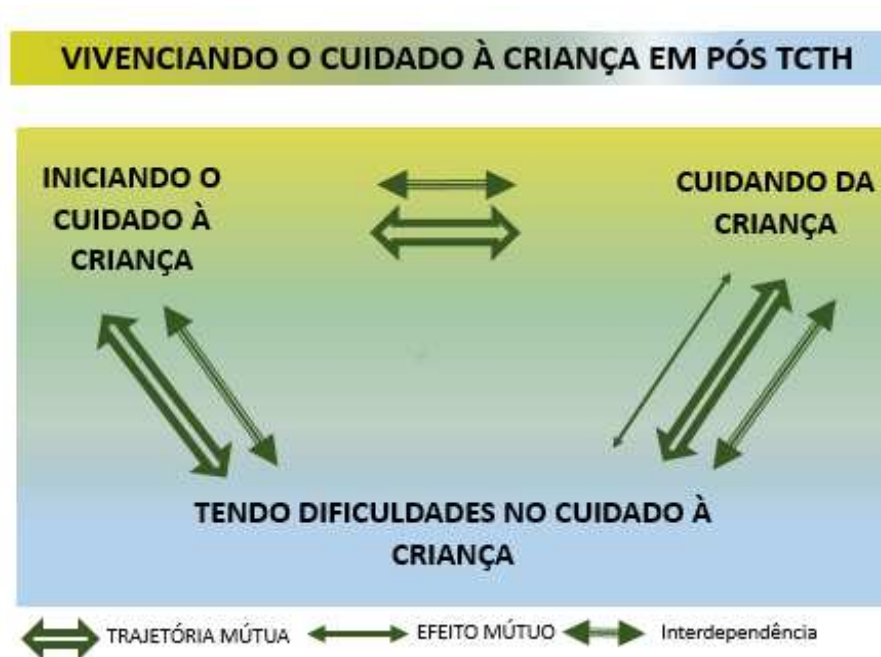 VIVENCIANDO O CUIDADO À CRIANÇA EM PÓS TCTH
INICIANDO O
CUIDADO À
CRIANÇA
CUIDANDO DA
CRIANÇA
TENDO DIFICULDADES NO CUIDADO À
CRIANÇA
TRAJETÓRIA MÚTUA EFEITO MÚTUO Interdependência